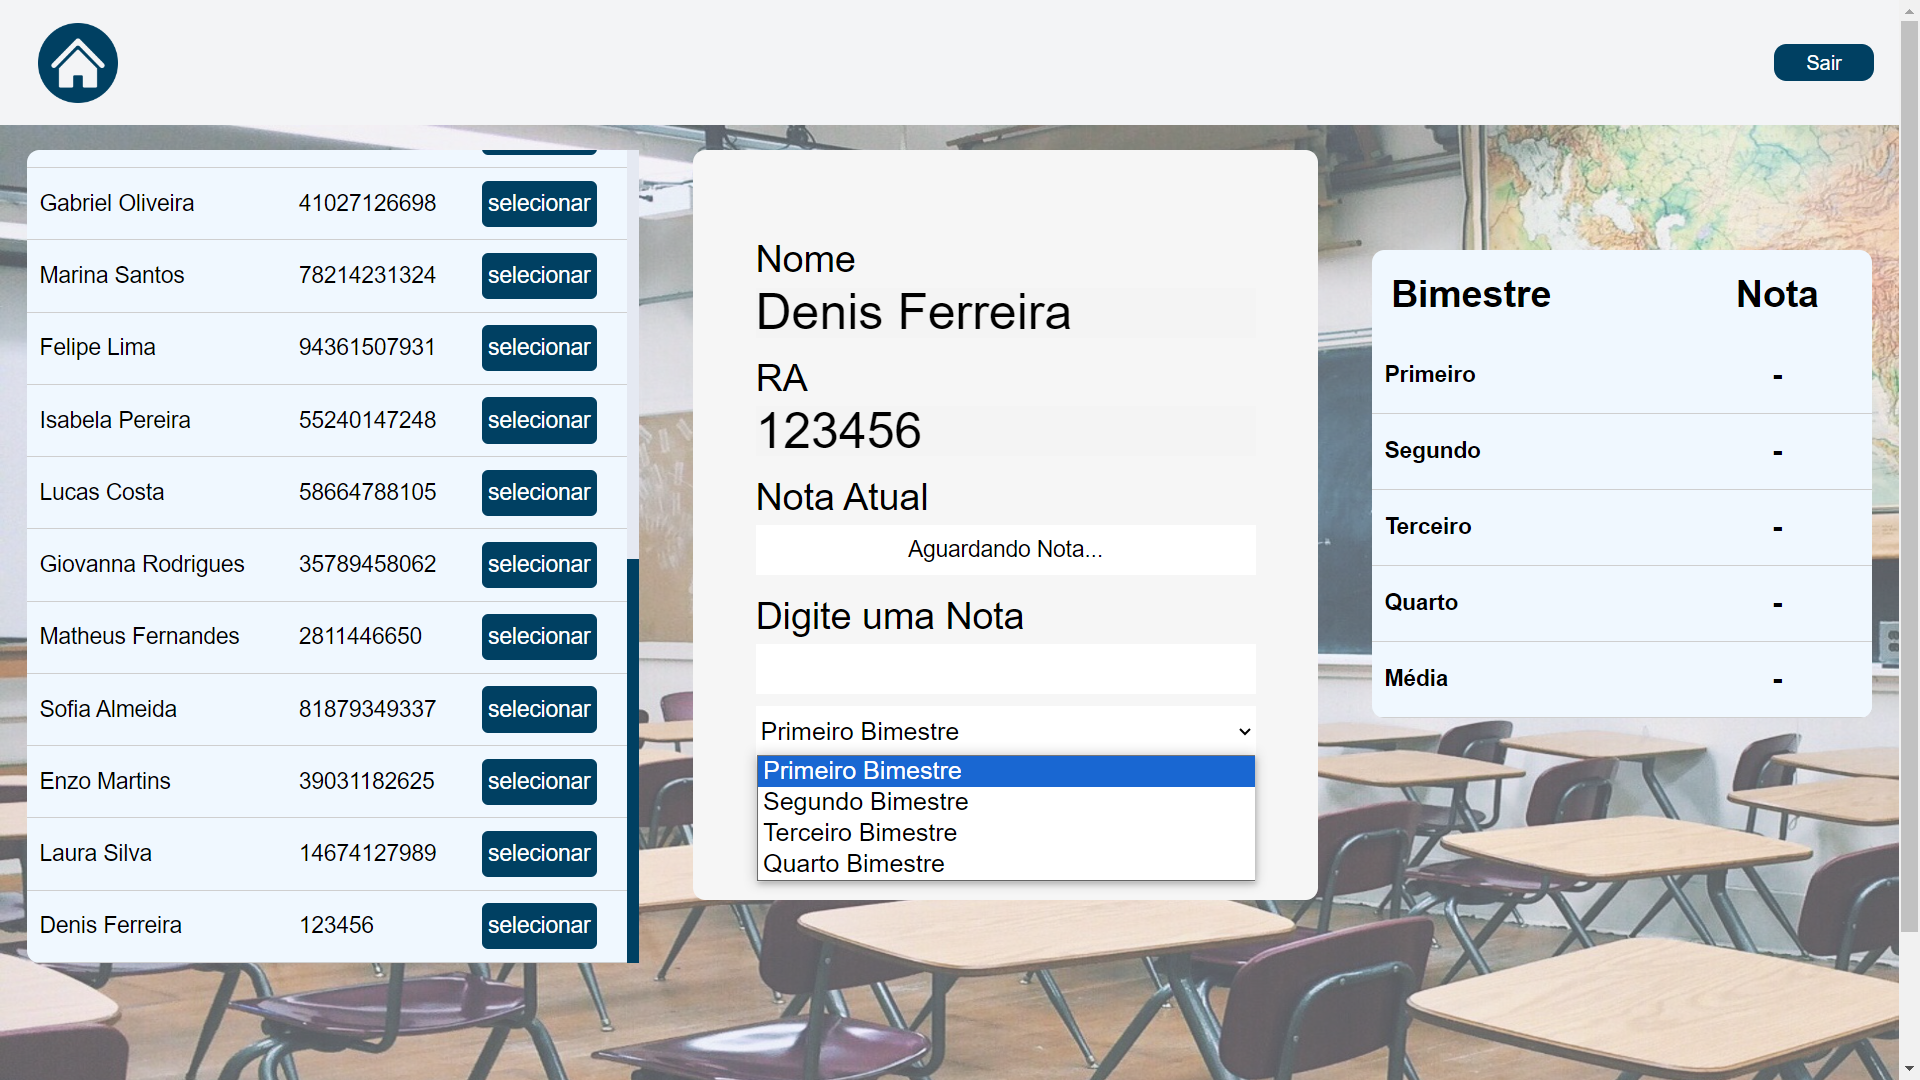 Sair
Gabriel Oliveira 41027126698 selecionar
Marina Santos 78214231324 selecionar
Felipe Lima 94361507931 selecionar
Isabela Pereira 55240147248 selecionar
Lucas Costa 58664788105 selecionar
Giovanna Rodrigues 35789458062 selecionar
Matheus Fernandes 2811446650 selecionar
Sofia Almeida 81879349337 selecionar
Enzo Martins 39031182625 selecionar
Laura Silva 14674127989 selecionar
Denis Ferreira 123456 selecionar
Nome
Denis Ferreira
RA
123456
Nota Atual
Aguardando Nota...
Digite uma Nota
Primeiro Bimestre
Primeiro Bimestre
Segundo Bimestre
Terceiro Bimestre
Quarto Bimestre
Bimestre Nota
Primeiro -
Segundo -
Terceiro -
Quarto -
Média -